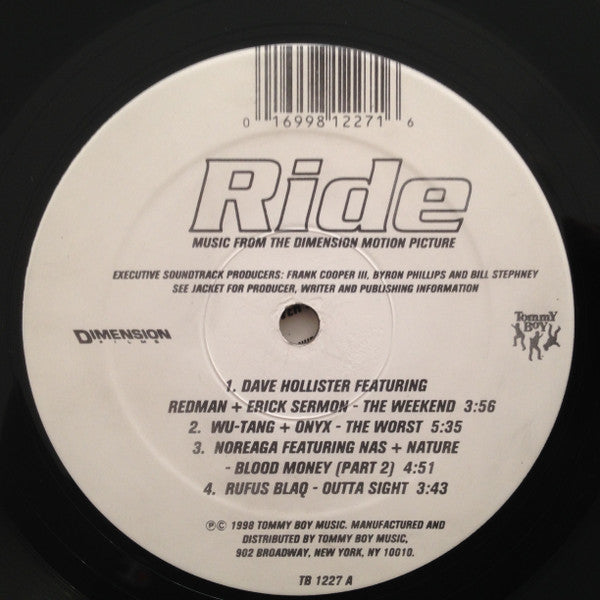 0 16998 12271 6
Ride
MUSIC FROM THE DIMENSION MOTION PICTURE
EXECUTIVE SOUNDTRACK PRODUCERS: FRANK COOPER III, BYRON PHILLIPS AND BILL STEPHNEY
SEE JACKET FOR PRODUCER, WRITER AND PUBLISHING INFORMATION
DIMENSION
FILMS
TOMMY
BOY
1. DAVE HOLLISTER FEATURING
REDMAN + ERICK SERMON - THE WEEKEND 3:56
2. WU-TANG + ONYX - THE WORST 5:35
3. NOREAGA FEATURING NAS + NATURE
- BLOOD MONEY (PART 2) 4:51
4. RUFUS BLAQ - OUTTA SIGHT 3:43
℗© 1998 TOMMY BOY MUSIC. MANUFACTURED AND
DISTRIBUTED BY TOMMY BOY MUSIC,
902 BROADWAY, NEW YORK, NY 10010.
TB 1227 A